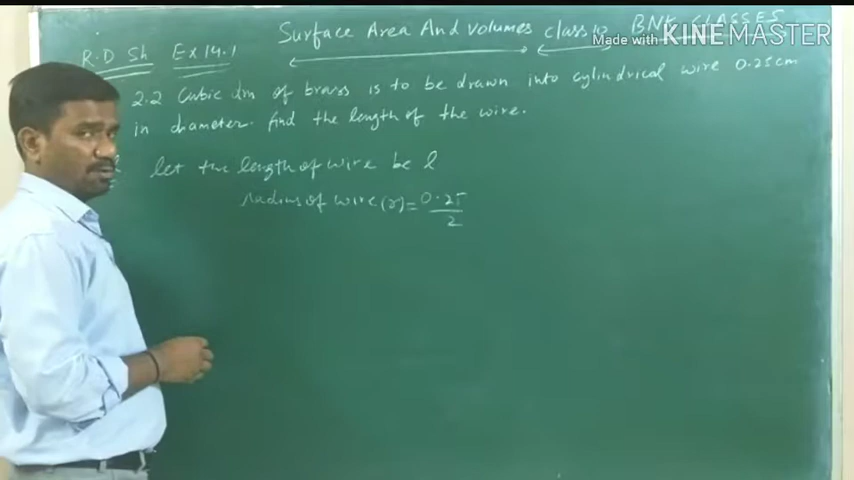 Surface Area And Volumes class 10 BNK CLASSES
Made with KINEMASTER
R.D Sh Ex 14.1
2.2 Cubic dm of brass is to be drawn into cylindrical wire 0.25cm
in diameter. Find the length of the wire.
let the length of wire be l
radius of wire (r) = 0.25/2